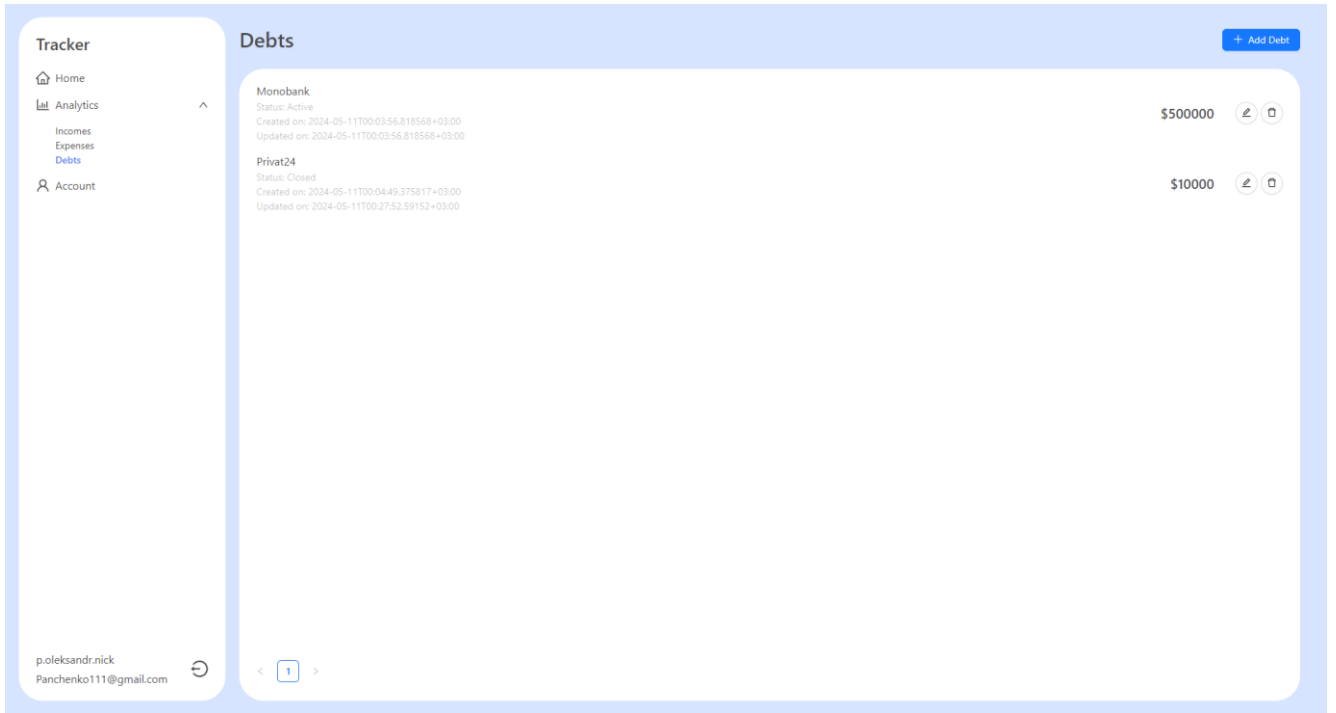 Tracker
Home
Analytics
Incomes
Expenses
Debts
Account
p.oleksandr.nick
Panchenko111@gmail.com
Debts
+ Add Debt
Monobank
Status: Active
Created on: 2024-05-11T00:03:56.818568+03:00
Updated on: 2024-05-11T00:03:56.818568+03:00
$500000
Privat24
Status: Closed
Created on: 2024-05-11T00:04:49.375817+03:00
Updated on: 2024-05-11T00:27:52.59152+03:00
$10000
< 1 >